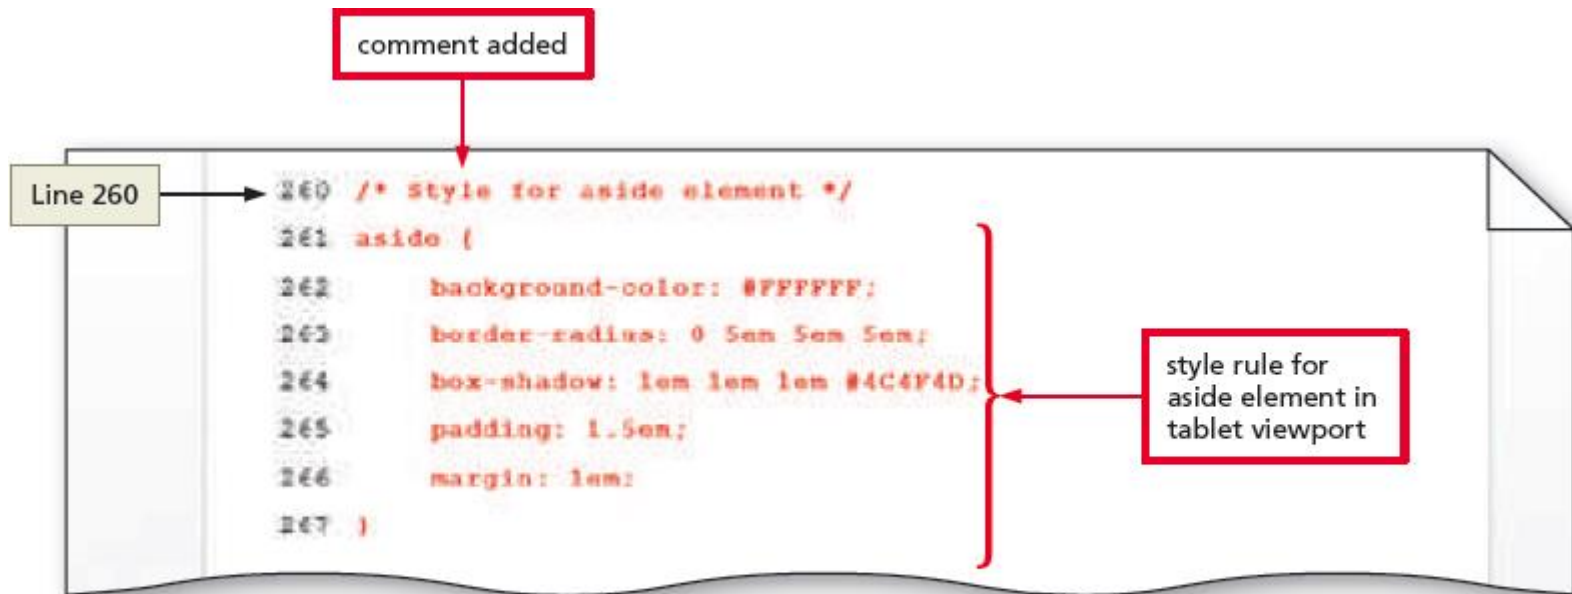 comment added
Line 260
260 /* Style for aside element */
261 aside {
262 background-color: #FFFFFF;
263 border-radius: 0 5em 5em 5em;
264 box-shadow: 1em 1em 1em #4C4F4D;
265 padding: 1.5em;
266 margin: 1em;
267 }
style rule for
aside element in
tablet viewport